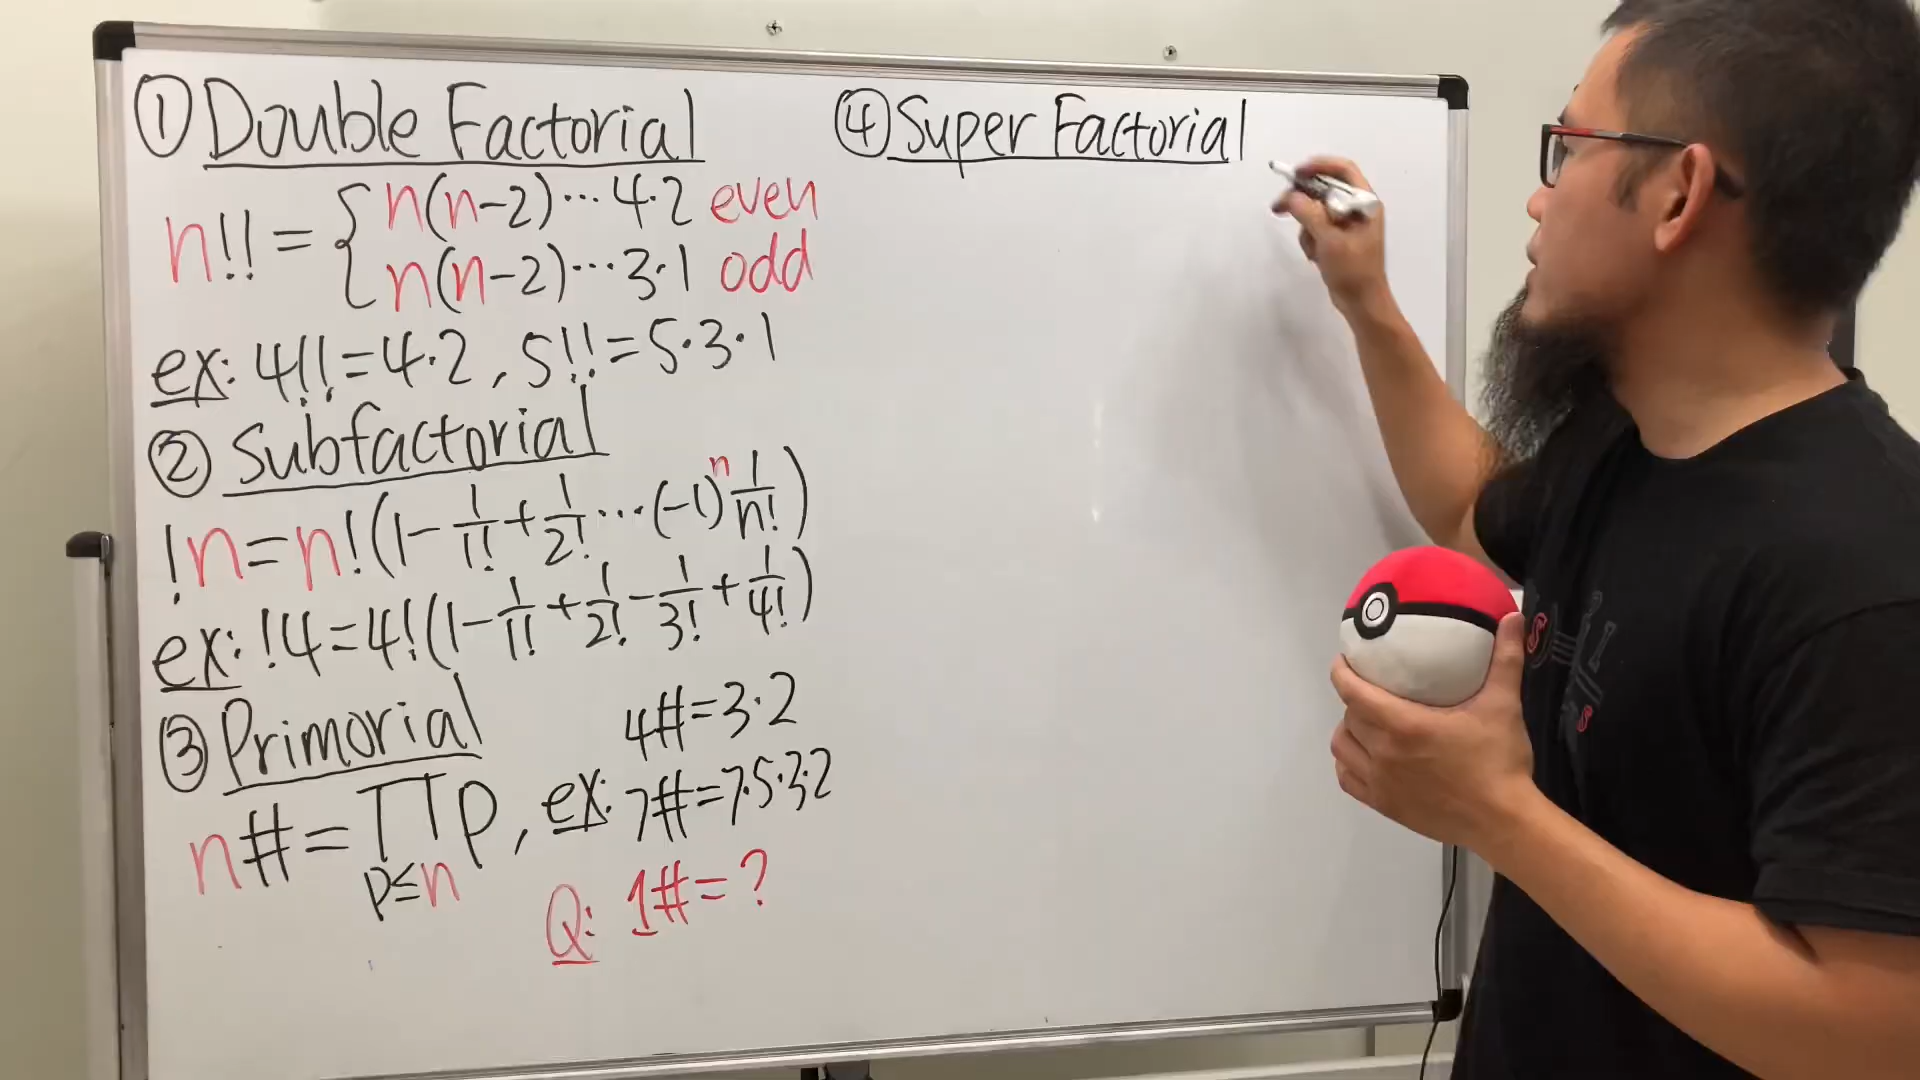 ① Double Factorial
n!! = { n(n-2)···4·2 even
n(n-2)···3·1 odd
ex: 4!! = 4·2, 5!! = 5·3·1
② Subfactorial
!n = n!(1 - 1/1! + 1/2! ··· (-1)^n 1/n!)
ex: !4 = 4!(1 - 1/1! + 1/2! - 1/3! + 1/4!)
③ Primorial
n# = ∏ p, ex: 4# = 3·2
p≤n
7# = 7·5·3·2
Q: 1# = ?
④ Super Factorial